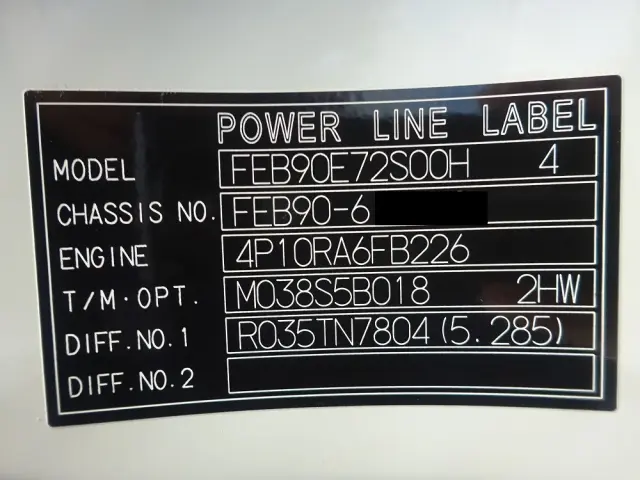 POWER LINE LABEL
MODEL FEB90E72S00H 4
CHASSIS NO. FEB90-6
ENGINE 4P10RA6FB226
T/M·OPT. M038S5B018 2HW
DIFF.NO.1 R035TN7804(5.285)
DIFF.NO.2